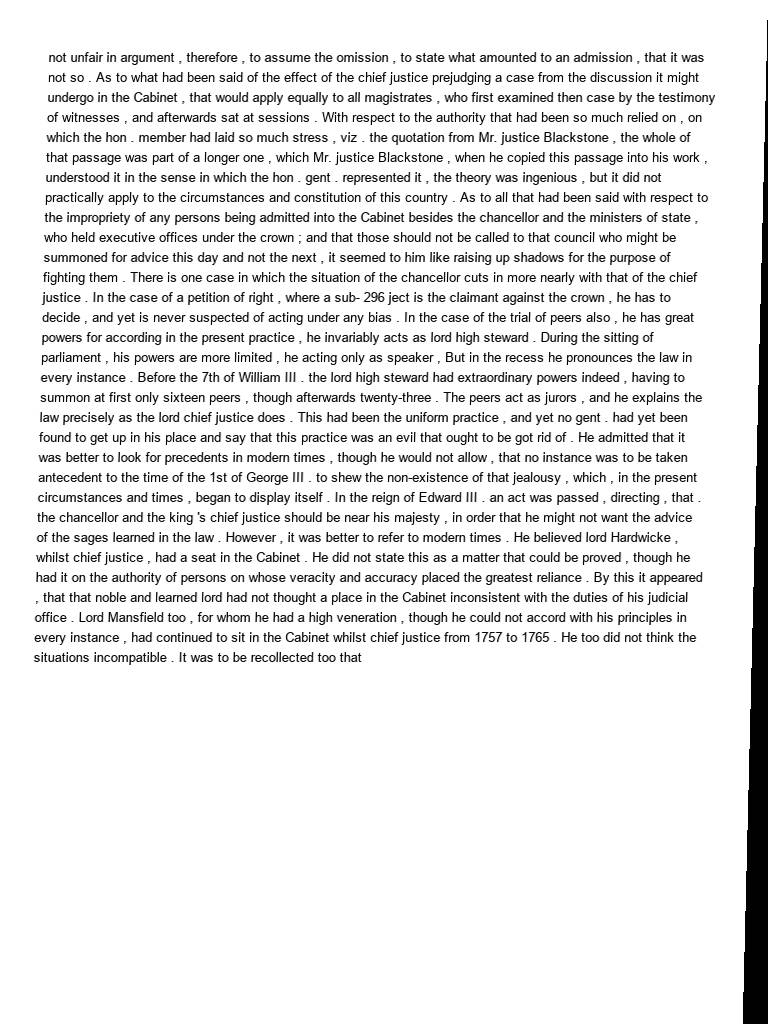 not unfair in argument , therefore , to assume the omission , to state what amounted to an admission , that it was
not so . As to what had been said of the effect of the chief justice prejudging a case from the discussion it might
undergo in the Cabinet , that would apply equally to all magistrates , who first examined then case by the testimony
of witnesses , and afterwards sat at sessions . With respect to the authority that had been so much relied on , on
which the hon . member had laid so much stress , viz . the quotation from Mr. justice Blackstone , the whole of
that passage was part of a longer one , which Mr. justice Blackstone , when he copied this passage into his work ,
understood it in the sense in which the hon . gent . represented it , the theory was ingenious , but it did not
practically apply to the circumstances and constitution of this country . As to all that had been said with respect to
the impropriety of any persons being admitted into the Cabinet besides the chancellor and the ministers of state ,
who held executive offices under the crown ; and that those should not be called to that council who might be
summoned for advice this day and not the next , it seemed to him like raising up shadows for the purpose of
fighting them . There is one case in which the situation of the chancellor cuts in more nearly with that of the chief
justice . In the case of a petition of right , where a sub- 296 ject is the claimant against the crown , he has to
decide , and yet is never suspected of acting under any bias . In the case of the trial of peers also , he has great
powers for according in the present practice , he invariably acts as lord high steward . During the sitting of
parliament , his powers are more limited , he acting only as speaker , But in the recess he pronounces the law in
every instance . Before the 7th of William III . the lord high steward had extraordinary powers indeed , having to
summon at first only sixteen peers , though afterwards twenty-three . The peers act as jurors , and he explains the
law precisely as the lord chief justice does . This had been the uniform practice , and yet no gent . had yet been
found to get up in his place and say that this practice was an evil that ought to be got rid of . He admitted that it
was better to look for precedents in modern times , though he would not allow , that no instance was to be taken
antecedent to the time of the 1st of George III . to shew the non-existence of that jealousy , which , in the present
circumstances and times , began to display itself . In the reign of Edward III . an act was passed , directing , that .
the chancellor and the king 's chief justice should be near his majesty , in order that he might not want the advice
of the sages learned in the law . However , it was better to refer to modern times . He believed lord Hardwicke ,
whilst chief justice , had a seat in the Cabinet . He did not state this as a matter that could be proved , though he
had it on the authority of persons on whose veracity and accuracy placed the greatest reliance . By this it appeared
, that that noble and learned lord had not thought a place in the Cabinet inconsistent with the duties of his judicial
office . Lord Mansfield too , for whom he had a high veneration , though he could not accord with his principles in
every instance , had continued to sit in the Cabinet whilst chief justice from 1757 to 1765 . He too did not think the
situations incompatible . It was to be recollected too that